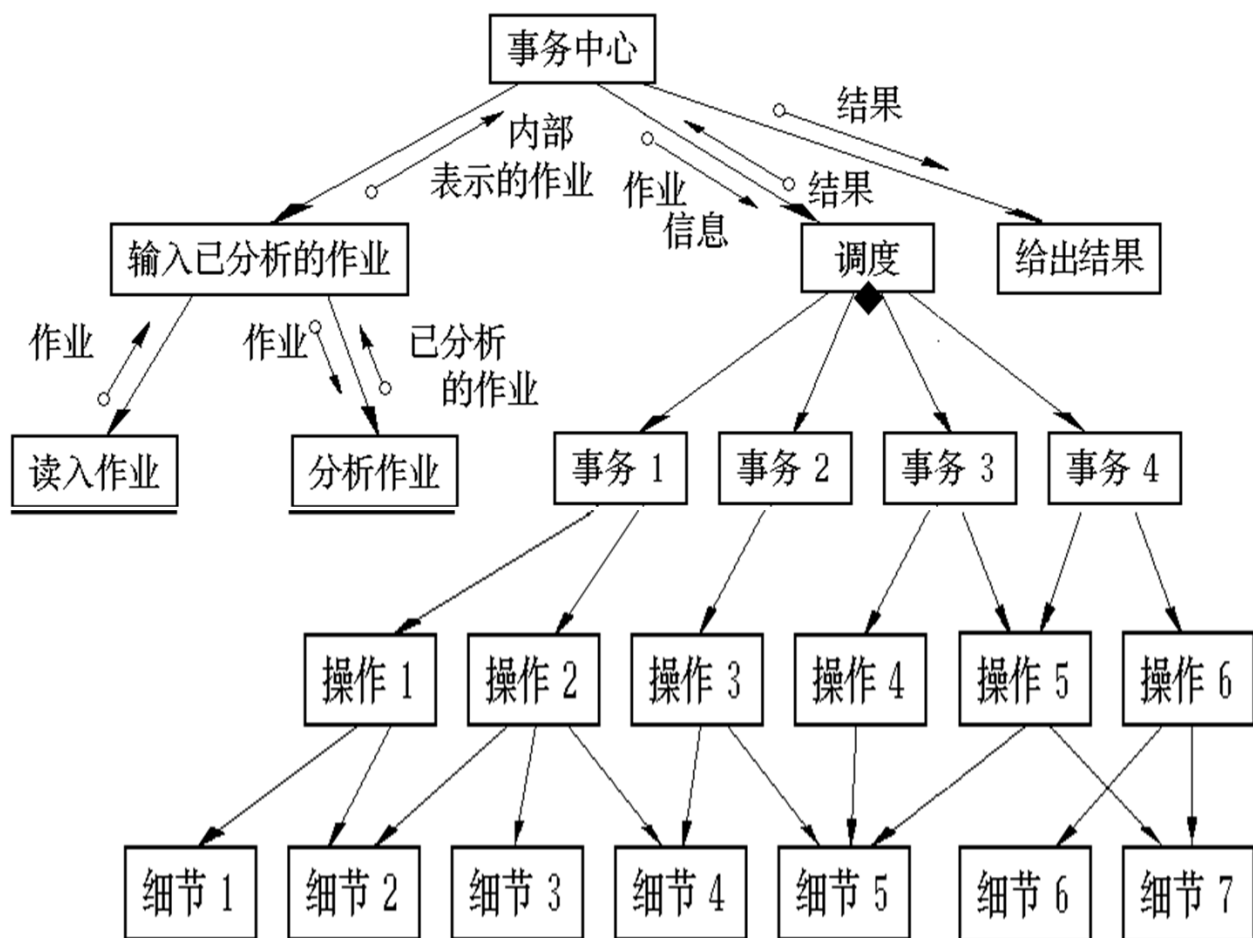 事务中心
结果
内部
表示的作业
作业
信息
结果
输入已分析的作业
调度
给出结果
作业
作业
已分析
的作业
读入作业
分析作业
事务 1
事务 2
事务 3
事务 4
操作 1
操作 2
操作 3
操作 4
操作 5
操作 6
细节 1
细节 2
细节 3
细节 4
细节 5
细节 6
细节 7